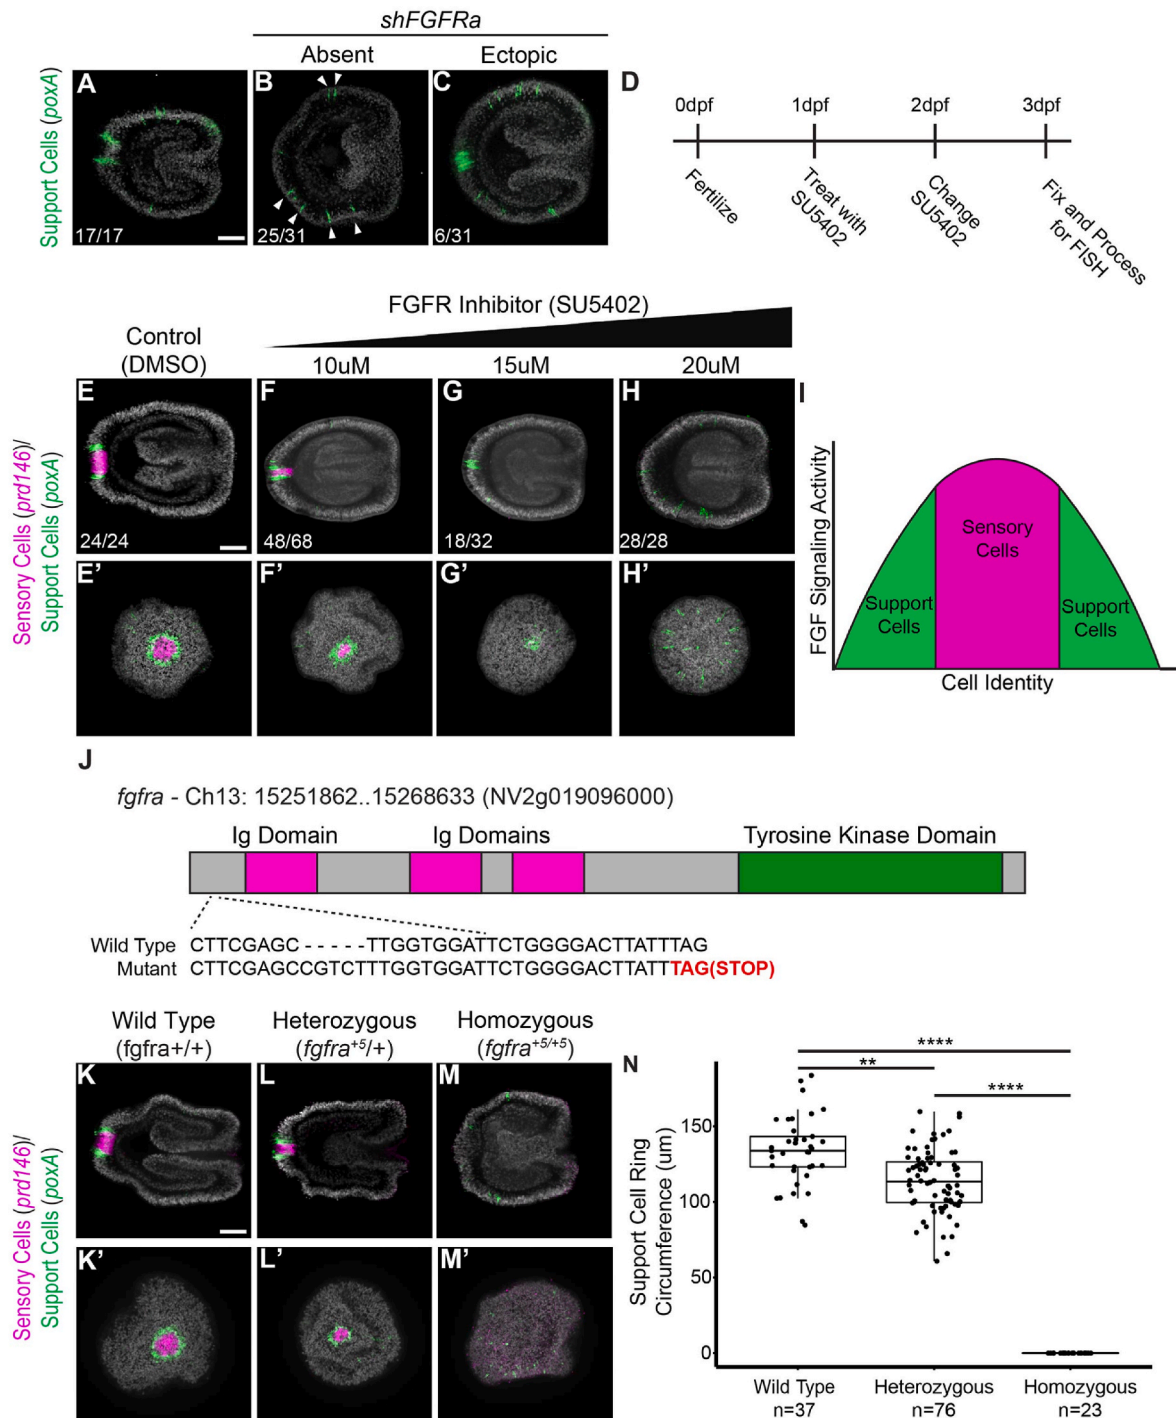 shFGFRa
Absent
Ectopic
Support Cells (poxA)
A
17/17
B
25/31
C
6/31
D
0dpf
1dpf
2dpf
3dpf
Fertilize
Treat with
SU5402
Change
SU5402
Fix and Process
for FISH
FGFR Inhibitor (SU5402)
Control
(DMSO)
10uM
15uM
20uM
Sensory Cells (prd146)/
Support Cells (poxA)
E
24/24
F
48/68
G
18/32
H
28/28
E'
F'
G'
H'
I
FGF Signaling Activity
Sensory
Cells
Support
Cells
Support
Cells
Cell Identity
J
fgfra - Ch13: 15251862..15268633 (NV2g019096000)
Ig Domain
Ig Domains
Tyrosine Kinase Domain
Wild Type CTTCGAGC - - - - - TTGGTGGATTCTGGGGACTTATTTAG
Mutant CTTCGAGCCGTCTTTGGTGGATTCTGGGGACTTATTTAG(STOP)
Wild Type
(fgfra+/+)
Heterozygous
(fgfra+5/+)
Homozygous
(fgfra+5/+5)
Sensory Cells (prd146)/
Support Cells (poxA)
K
L
M
K'
L'
M'
N
****
**
****
Support Cell Ring
Circumference (um)
150
100
50
0
Wild Type
n=37
Heterozygous
n=76
Homozygous
n=23